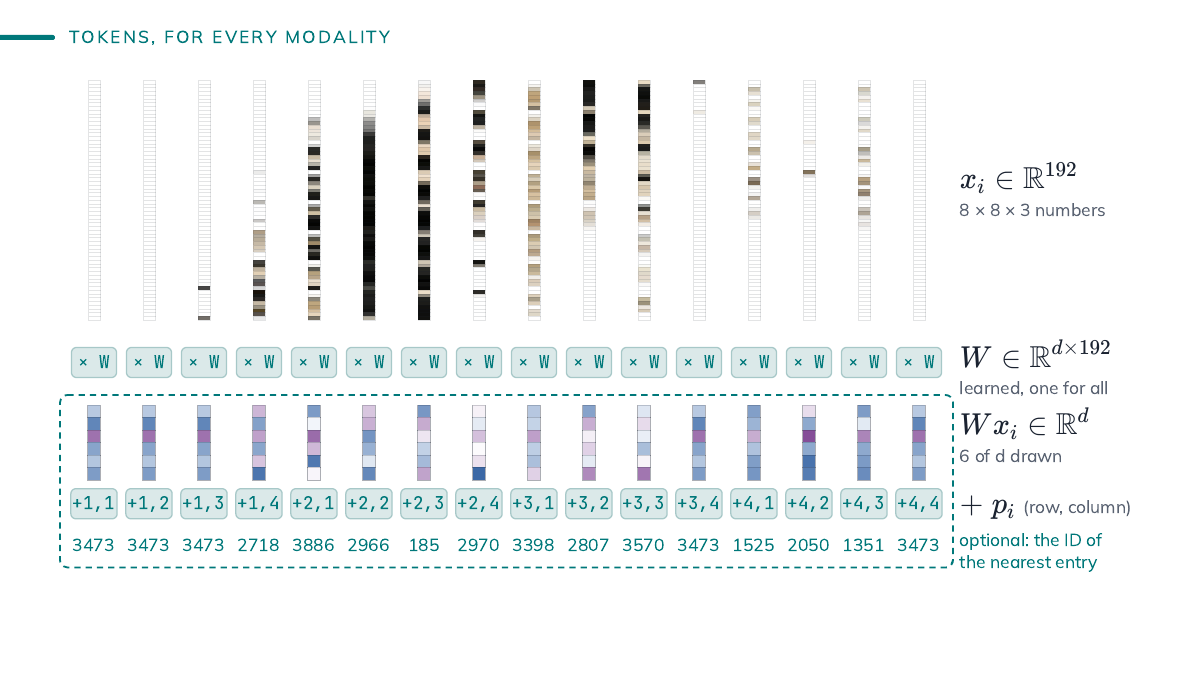 TOKENS, FOR EVERY MODALITY
x_i ∈ ℝ^192
8 × 8 × 3 numbers
× W × W × W × W × W × W × W × W × W × W × W × W × W × W × W × W
W ∈ ℝ^{d×192}
learned, one for all
W x_i ∈ ℝ^d
6 of d drawn
+1,1 +1,2 +1,3 +1,4 +2,1 +2,2 +2,3 +2,4 +3,1 +3,2 +3,3 +3,4 +4,1 +4,2 +4,3 +4,4
+ p_i (row, column)
3473 3473 3473 2718 3886 2966 185 2970 3398 2807 3570 3473 1525 2050 1351 3473
optional: the ID of
the nearest entry